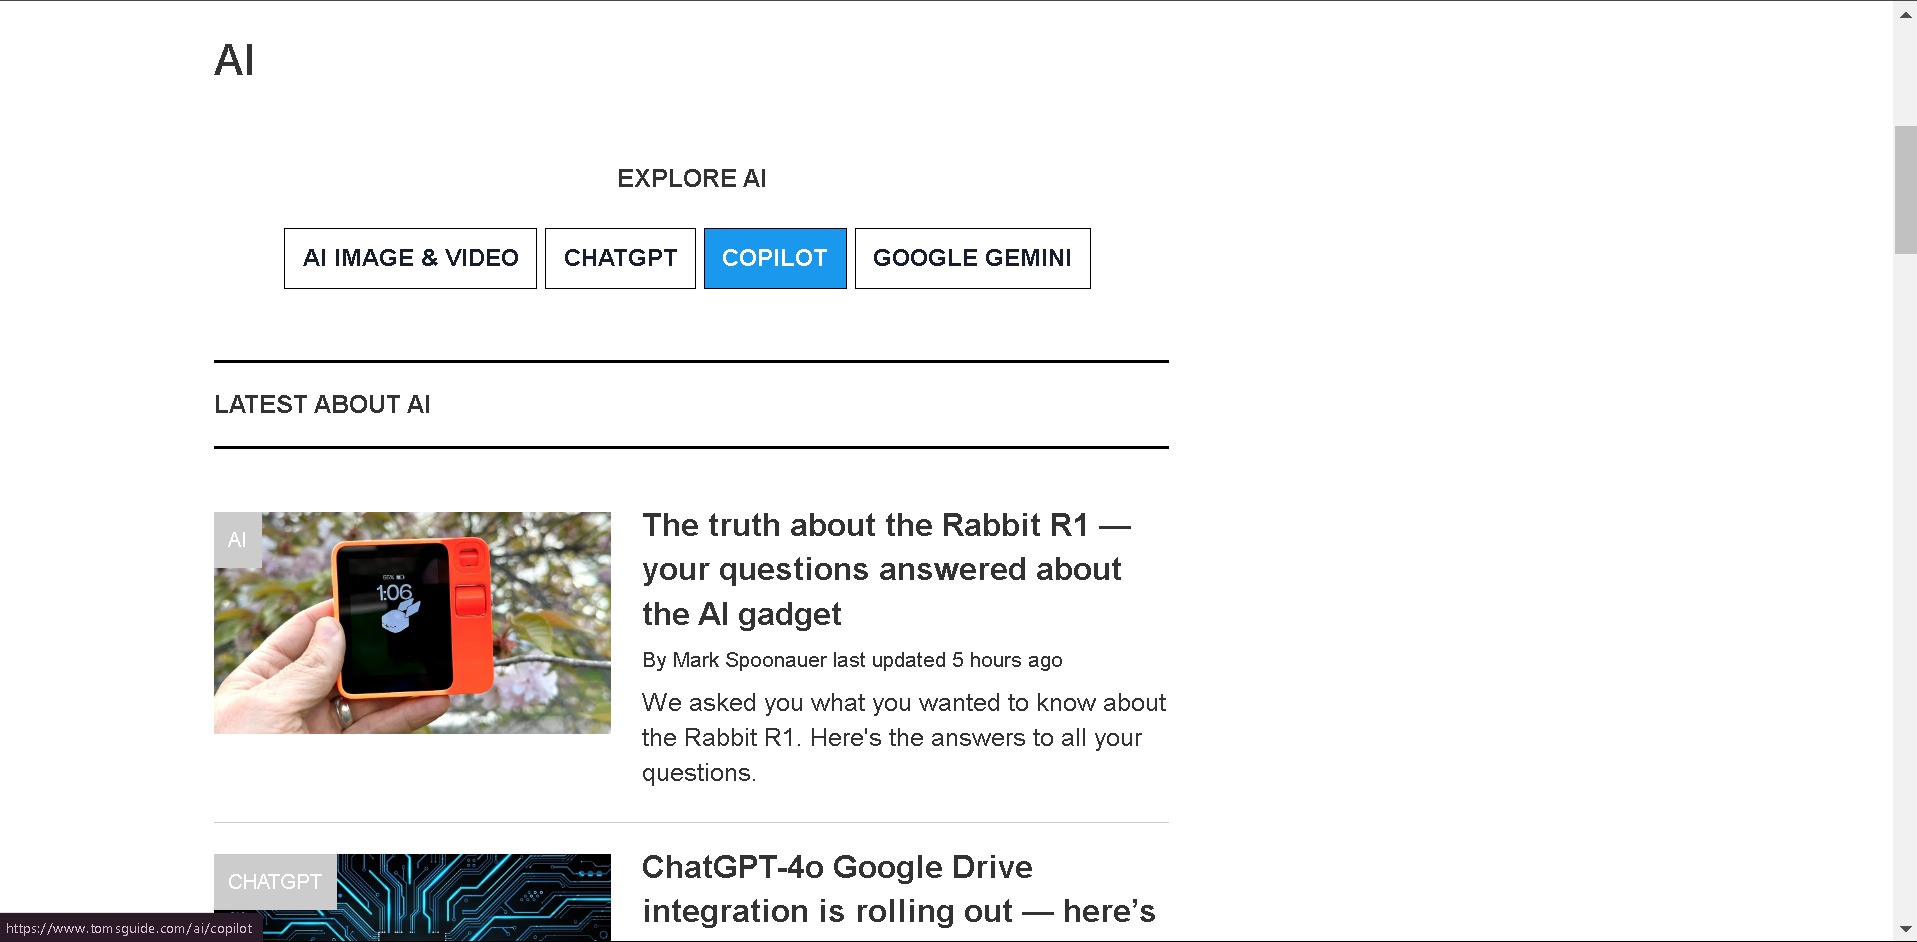 AI
EXPLORE AI
AI IMAGE & VIDEO
CHATGPT
COPILOT
GOOGLE GEMINI
LATEST ABOUT AI
AI
1:06
The truth about the Rabbit R1 —
your questions answered about
the AI gadget
By Mark Spoonauer last updated 5 hours ago
We asked you what you wanted to know about
the Rabbit R1. Here's the answers to all your
questions.
CHATGPT
ChatGPT-4o Google Drive
integration is rolling out — here’s
https://www.tomsguide.com/ai/copilot